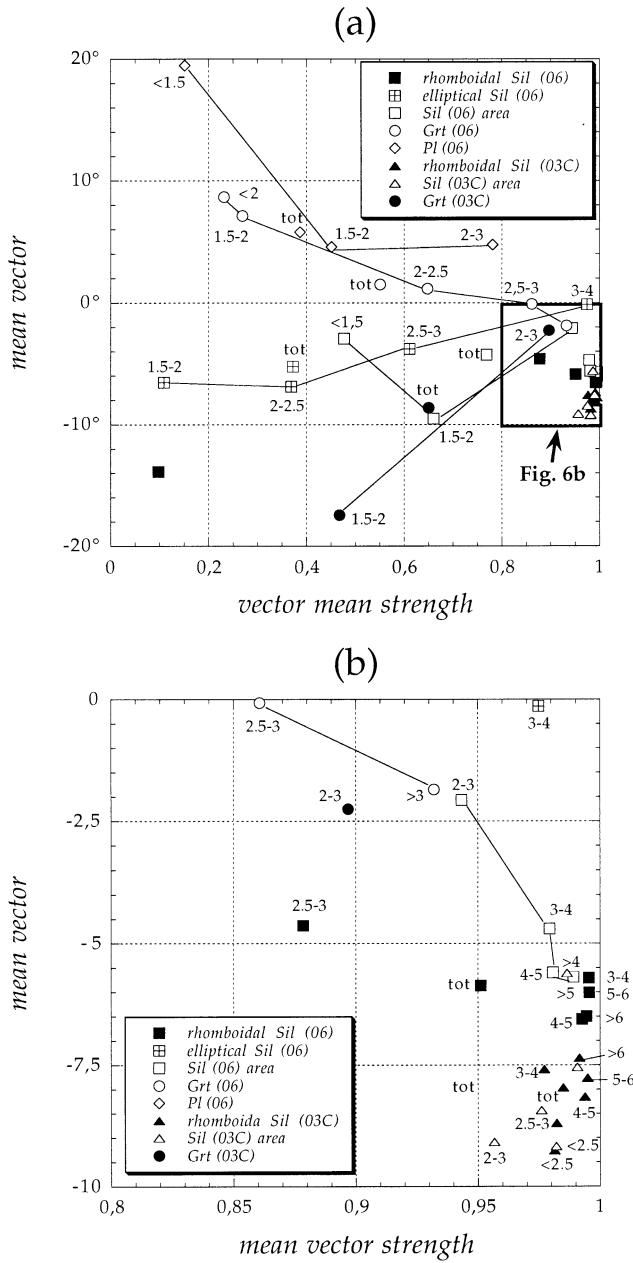 (a)
20°
10°
0°
-10°
-20°
mean vector
rhomboidal Sil (06)
elliptical Sil (06)
Sil (06) area
Grt (06)
Pl (06)
rhomboidal Sil (03C)
Sil (03C) area
Grt (03C)
<1.5
<2
1.5-2
tot
1.5-2
2-3
2-2.5
tot
2,5-3
3-4
<1,5
2.5-3
2-3
tot
tot
1.5-2
2-2.5
tot
1.5-2
1.5-2
Fig. 6b
0
0,2
0,4
0,6
0,8
1
vector mean strength
(b)
0
-2,5
-5
-7,5
-10
mean vector
2.5-3
3-4
2-3
>3
2-3
2.5-3
3-4
tot
4-5
>4
>5
3-4
5-6
4-5
>6
>6
3-4
5-6
tot
tot
4-5
2.5-3
2-3
<2.5
<2.5
rhomboidal Sil (06)
elliptical Sil (06)
Sil (06) area
Grt (06)
Pl (06)
rhomboida Sil (03C)
Sil (03C) area
Grt (03C)
0,8
0,85
0,9
0,95
1
mean vector strength